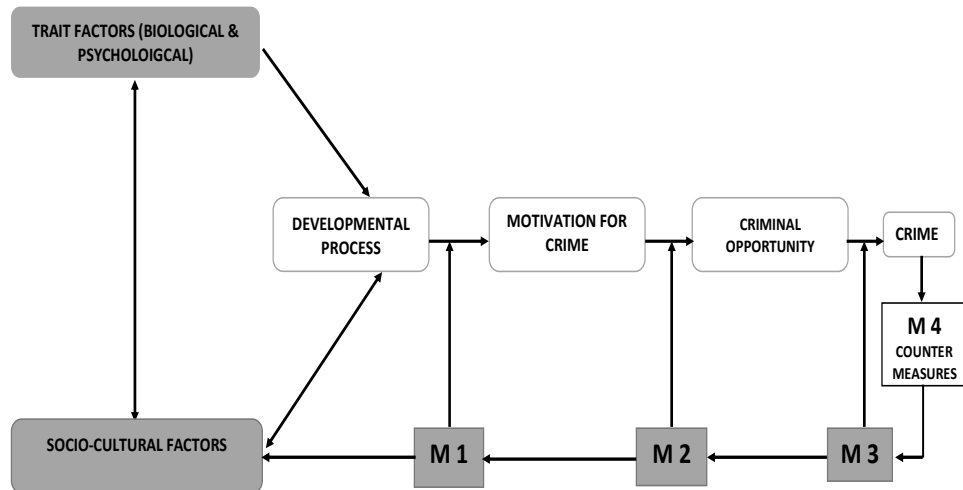 TRAIT FACTORS (BIOLOGICAL &
PSYCHOLOIGCAL)
DEVELOPMENTAL
PROCESS
MOTIVATION FOR
CRIME
CRIMINAL
OPPORTUNITY
CRIME
M 4
COUNTER
MEASURES
SOCIO-CULTURAL FACTORS
M 1
M 2
M 3